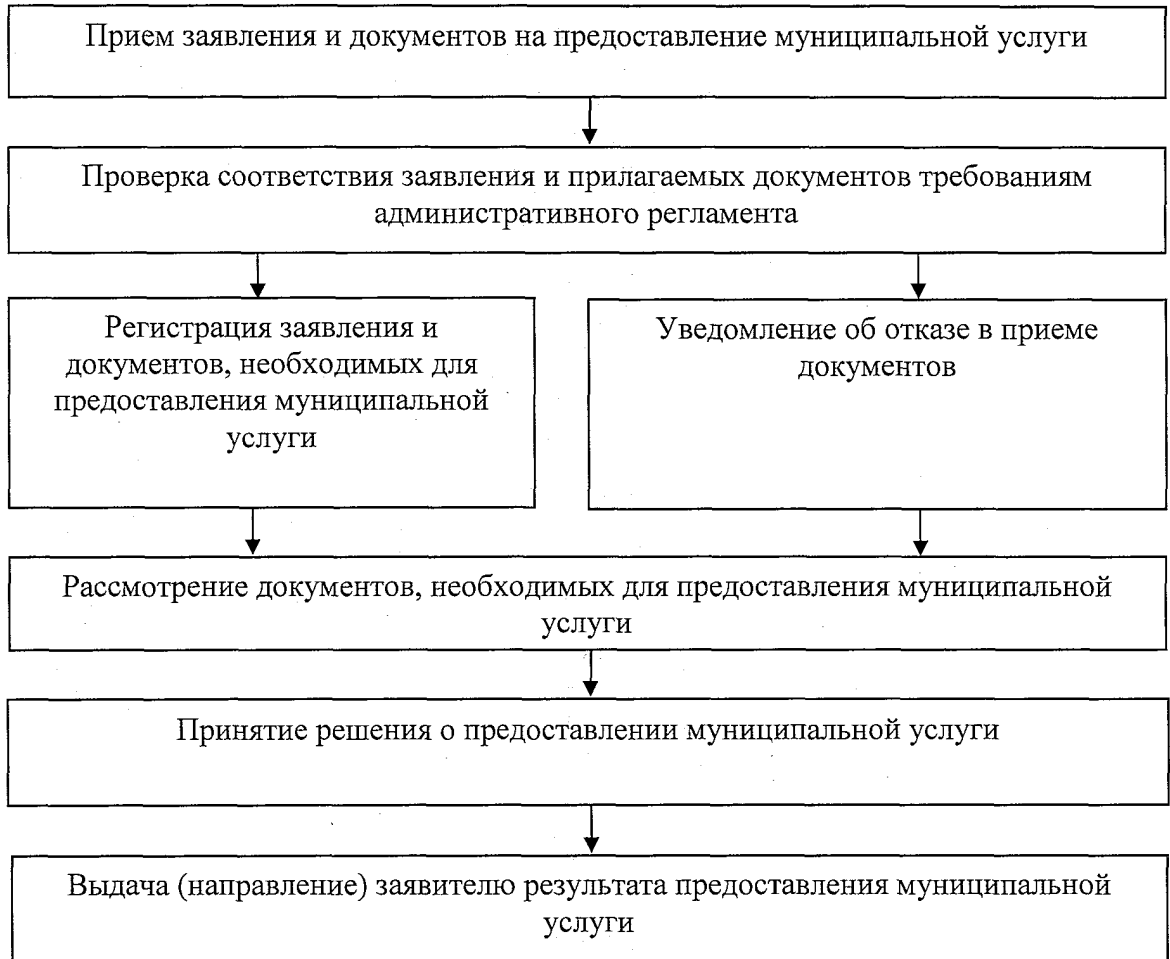 Прием заявления и документов на предоставление муниципальной услуги
Проверка соответствия заявления и прилагаемых документов требованиям
административного регламента
Регистрация заявления и
документов, необходимых для
предоставления муниципальной
услуги
Уведомление об отказе в приеме
документов
Рассмотрение документов, необходимых для предоставления муниципальной
услуги
Принятие решения о предоставлении муниципальной услуги
Выдача (направление) заявителю результата предоставления муниципальной
услуги